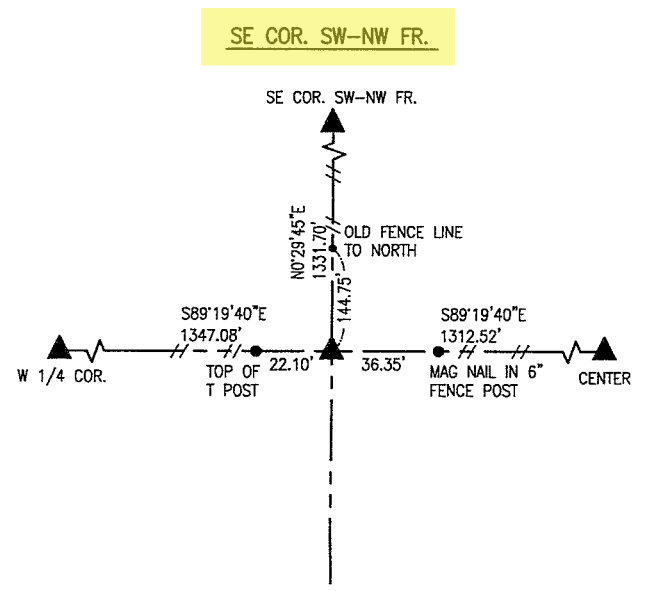 SE COR. SW-NW FR.
SE COR. SW-NW FR.
N0°29'45"E
1331.70'
OLD FENCE LINE
TO NORTH
144.75'
S89°19'40"E
1347.08'
S89°19'40"E
1312.52'
22.10'
36.35'
W 1/4 COR.
TOP OF
T POST
MAG NAIL IN 6"
FENCE POST
CENTER